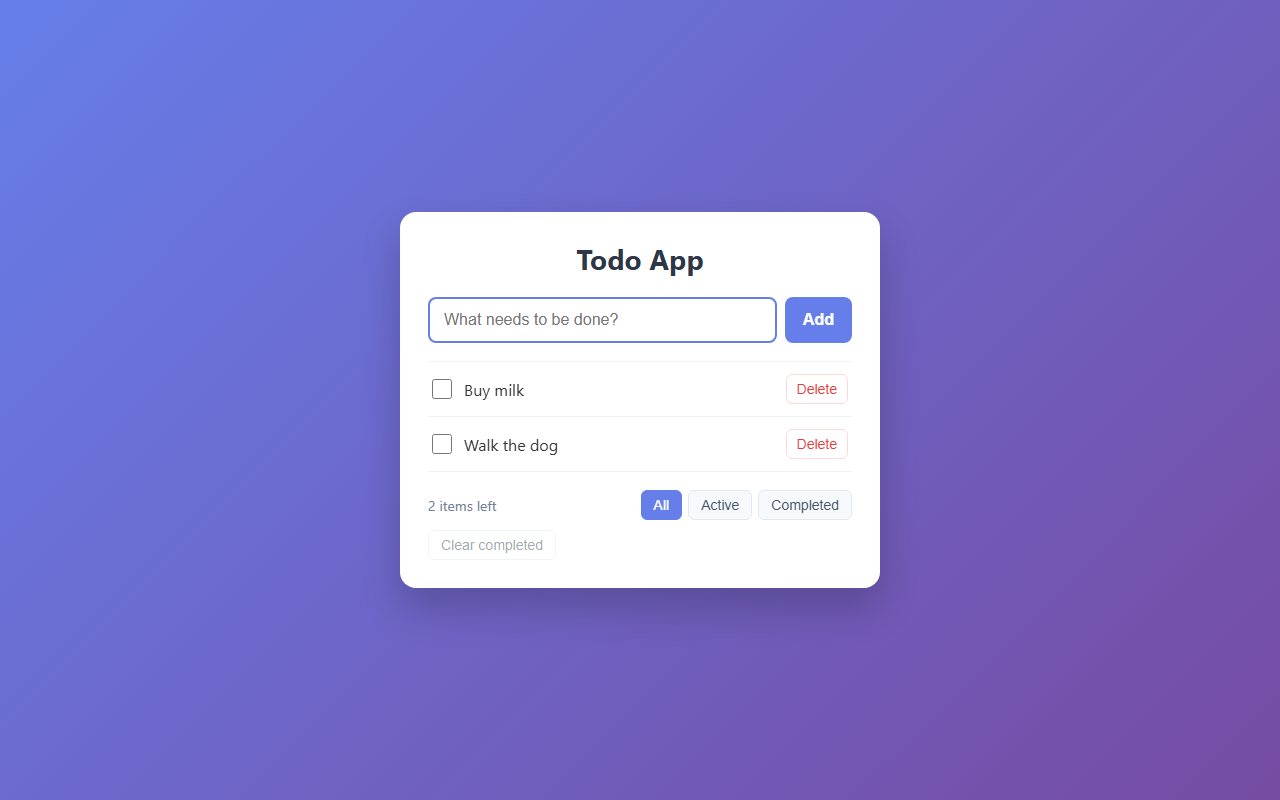 Todo App
What needs to be done? Add
Buy milk Delete
Walk the dog Delete
2 items left All Active Completed
Clear completed